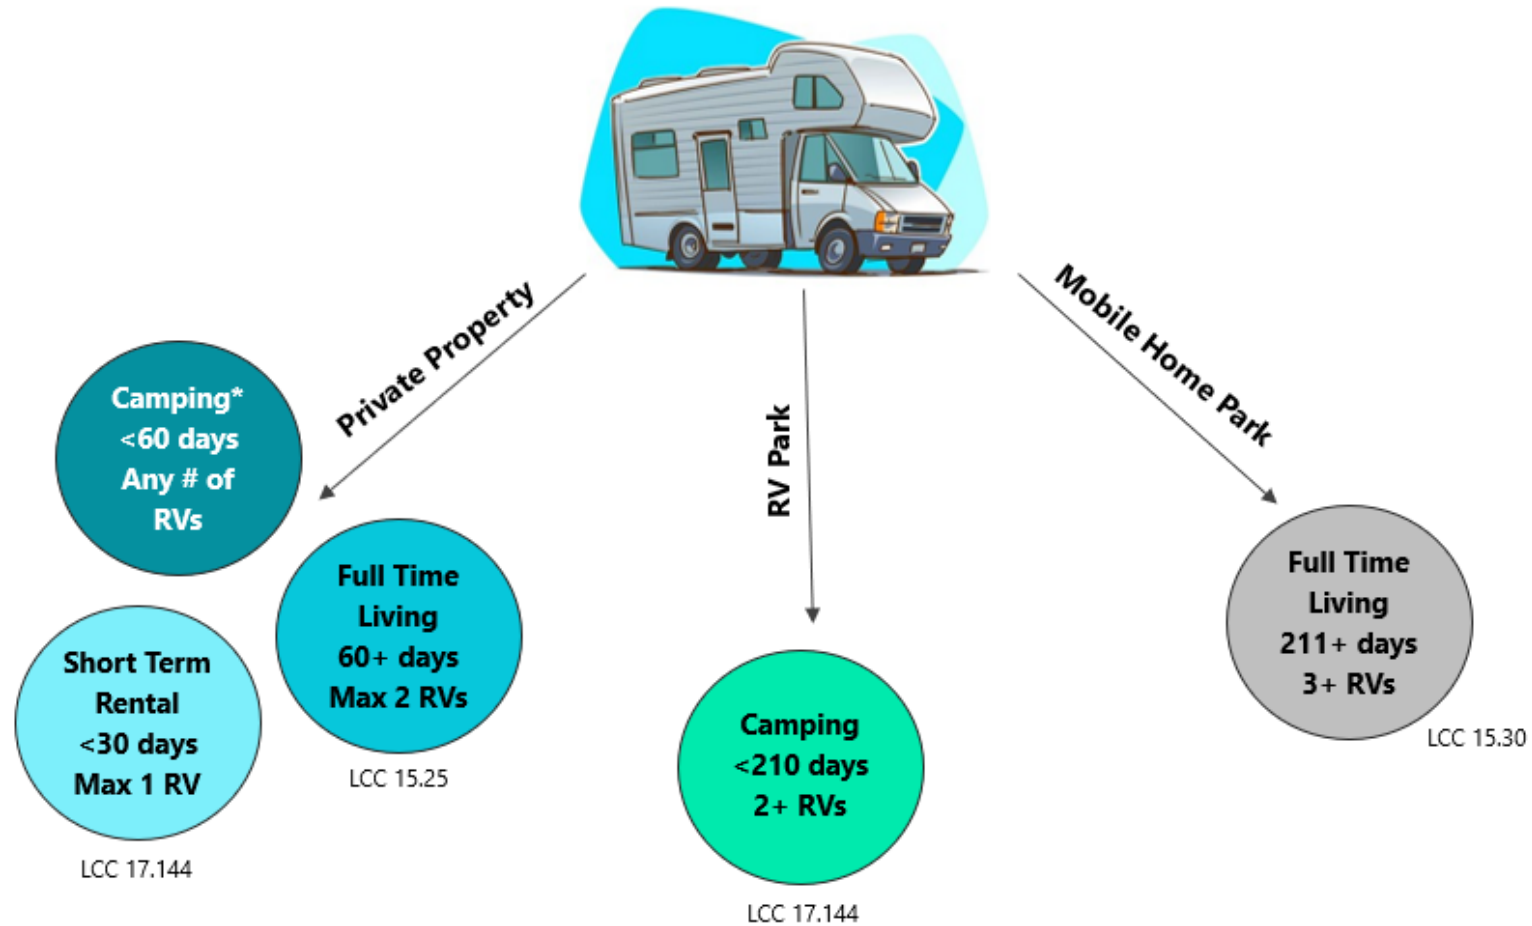 Private Property
RV Park
Mobile Home Park
Camping*
<60 days
Any # of
RVs
Full Time
Living
60+ days
Max 2 RVs
LCC 15.25
Short Term
Rental
<30 days
Max 1 RV
LCC 17.144
Camping
<210 days
2+ RVs
LCC 17.144
Full Time
Living
211+ days
3+ RVs
LCC 15.30